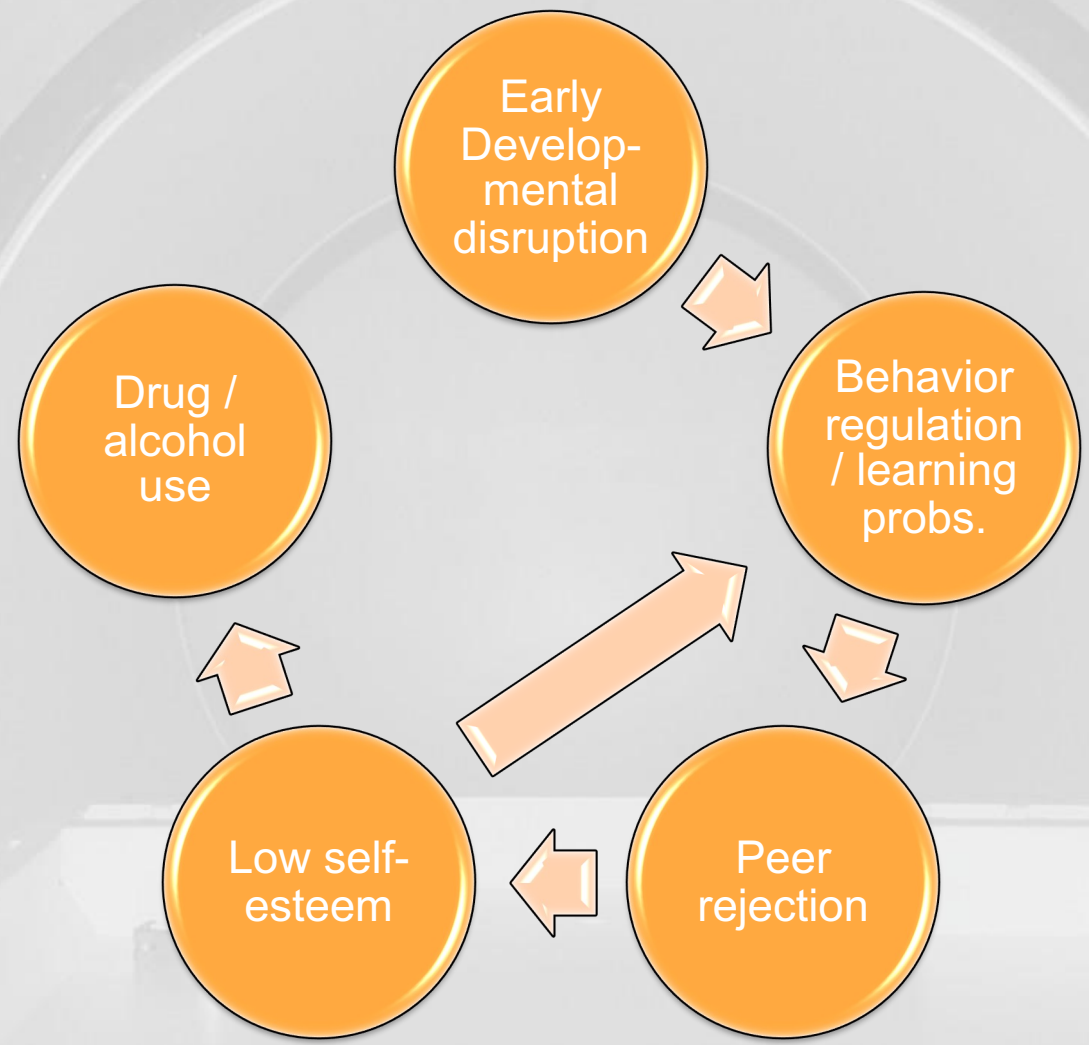 Early
Develop-
mental
disruption
Behavior
regulation
/ learning
probs.
Peer
rejection
Low self-
esteem
Drug /
alcohol
use